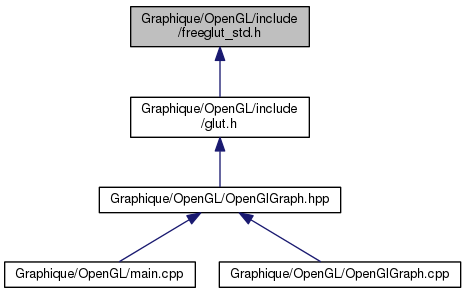 Graphique/OpenGL/include
/freeglut_std.h
Graphique/OpenGL/include
/glut.h
Graphique/OpenGL/OpenGlGraph.hpp
Graphique/OpenGL/main.cpp
Graphique/OpenGL/OpenGlGraph.cpp